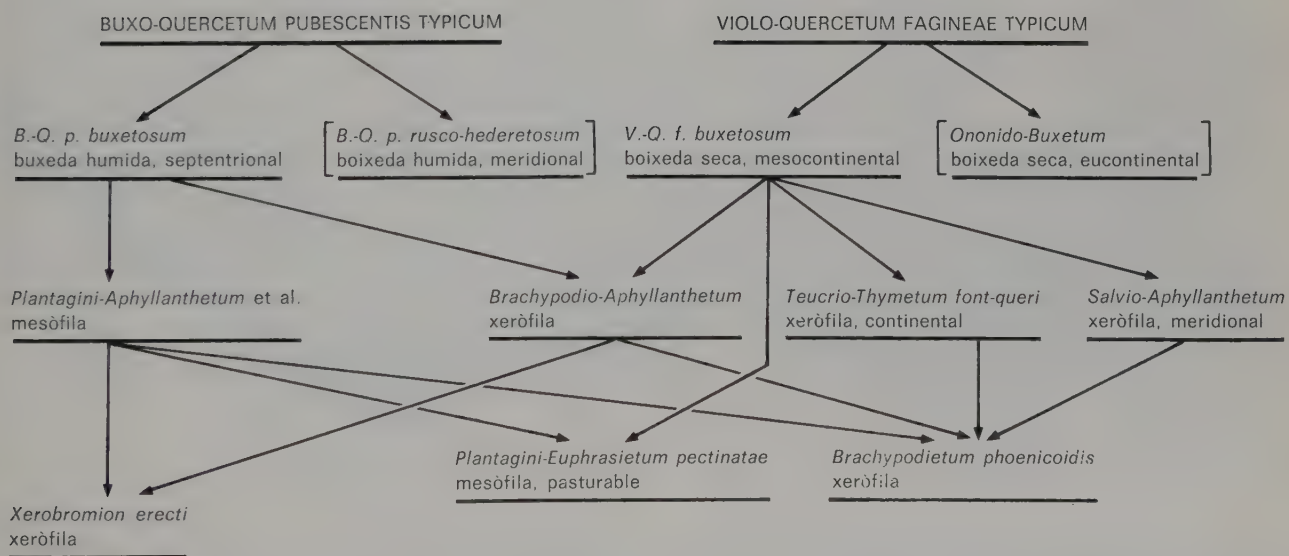 BUXO-QUERCETUM PUBESCENTIS TYPICUM
VIOLO-QUERCETUM FAGINEAE TYPICUM
B.-Q. p. buxetosum
buxeda humida, septentrional
B.-Q. p. rusco-hederetosum
boixeda humida, meridional
V.-Q. f. buxetosum
boixeda seca, mesocontinental
Ononido-Buxetum
boixeda seca, eucontinental
Plantagini-Aphyllanthetum et al.
mesòfila
Brachypodio-Aphyllanthetum
xeròfila
Teucrio-Thymetum font-queri
xeròfila, continental
Salvio-Aphyllanthetum
xeròfila, meridional
Plantagini-Euphrasietum pectinatae
mesòfila, pasturable
Brachypodietum phoenicoidis
xeròfila
Xerobromion erecti
xeròfila